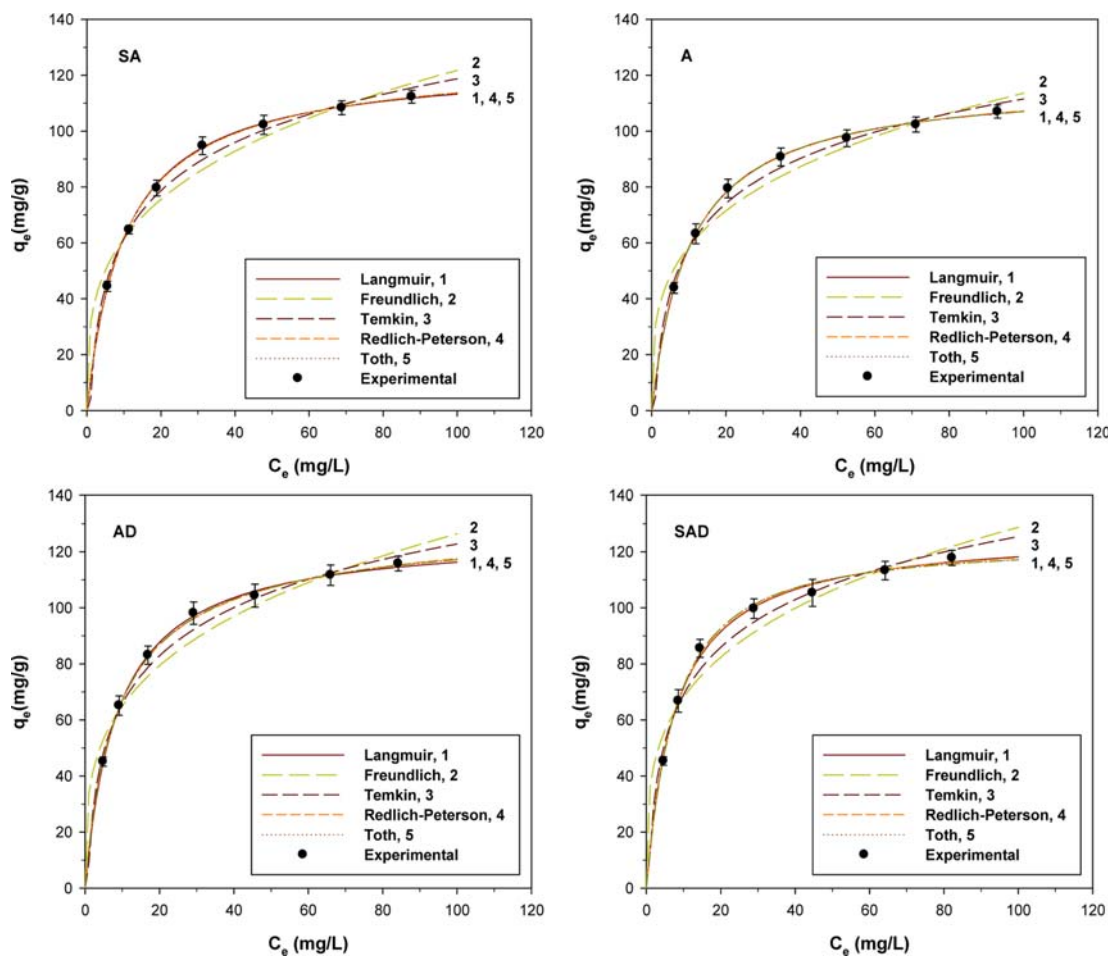 SA
140
120
100
80
60
40
20
0
qe(mg/g)
2
3
1, 4, 5
Langmuir, 1
Freundlich, 2
Temkin, 3
Redlich-Peterson, 4
Toth, 5
Experimental
0 20 40 60 80 100 120
Ce (mg/L)
A
140
120
100
80
60
40
20
0
qe(mg/g)
2
3
1, 4, 5
Langmuir, 1
Freundlich, 2
Temkin, 3
Redlich-Peterson, 4
Toth, 5
Experimental
0 20 40 60 80 100 120
Ce (mg/L)
AD
140
120
100
80
60
40
20
0
qe(mg/g)
2
3
1, 4, 5
Langmuir, 1
Freundlich, 2
Temkin, 3
Redlich-Peterson, 4
Toth, 5
Experimental
0 20 40 60 80 100 120
Ce (mg/L)
SAD
140
120
100
80
60
40
20
0
qe(mg/g)
2
3
1, 4, 5
Langmuir, 1
Freundlich, 2
Temkin, 3
Redlich-Peterson, 4
Toth, 5
Experimental
0 20 40 60 80 100 120
Ce (mg/L)